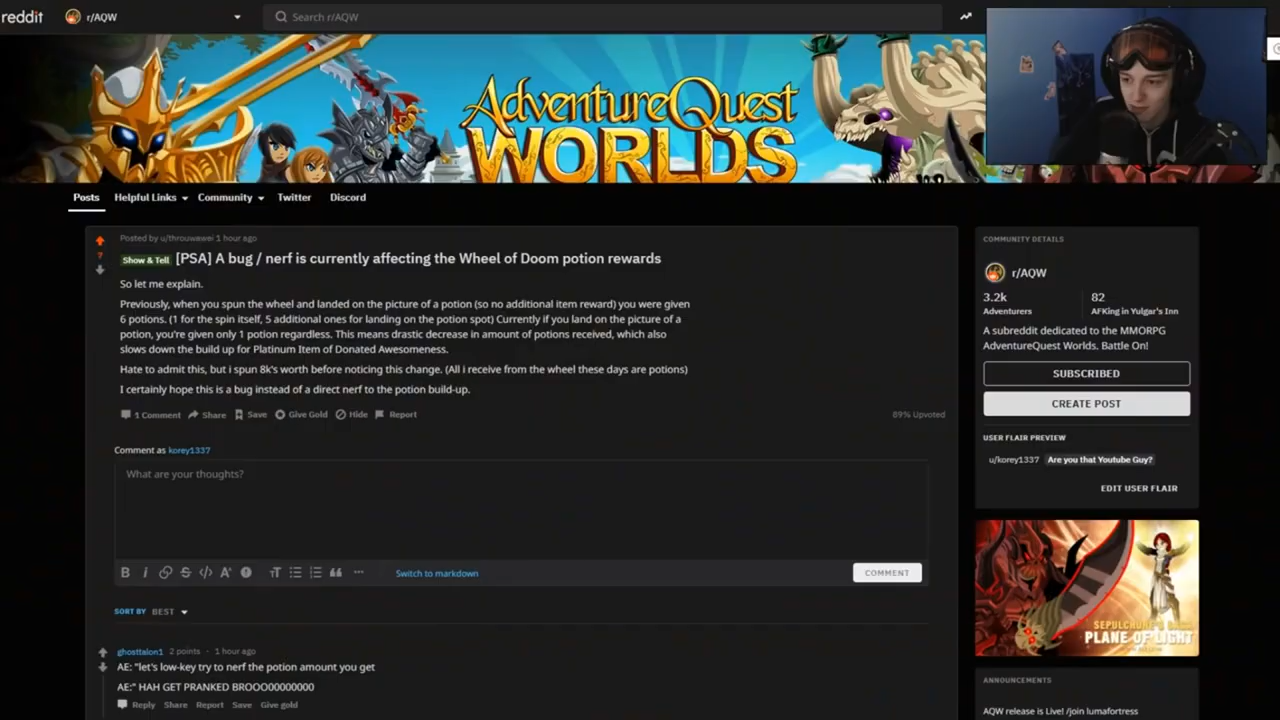 reddit
r/AQW
Search r/AQW
AdventureQuest
WORLDS
Posts
Helpful Links
Community
Twitter
Discord
Posted by u/throuwawei 1 hour ago
Show & Tell [PSA] A bug / nerf is currently affecting the Wheel of Doom potion rewards
So let me explain.
Previously, when you spun the wheel and landed on the picture of a potion (so no additional item reward) you were given
6 potions. (1 for the spin itself, 5 additional ones for landing on the potion spot) Currently if you land on the picture of a
potion, you're given only 1 potion regardless. This means drastic decrease in amount of potions received, which also
slows down the build up for Platinum Item of Donated Awesomeness.
Hate to admit this, but i spun 8k's worth before noticing this change. (All i receive from the wheel these days are potions)
I certainly hope this is a bug instead of a direct nerf to the potion build-up.
1 Comment Share Save Give Gold Hide Report
89% Upvoted
Comment as korey1337
What are your thoughts?
Switch to markdown
COMMENT
SORT BY BEST
ghosttalon1 2 points · 1 hour ago
AE: "let's low-key try to nerf the potion amount you get
AE:" HAH GET PRANKED BROOO00000000
Reply Share Report Save Give gold
COMMUNITY DETAILS
r/AQW
3.2k 82
Adventurers AFKing in Yulgar's Inn
A subreddit dedicated to the MMORPG
AdventureQuest Worlds. Battle On!
SUBSCRIBED
CREATE POST
USER FLAIR PREVIEW
u/korey1337 Are you that Youtube Guy?
EDIT USER FLAIR
PLANE OF LIGHT
ANNOUNCEMENTS
AQW release is Live! /join lumafortress